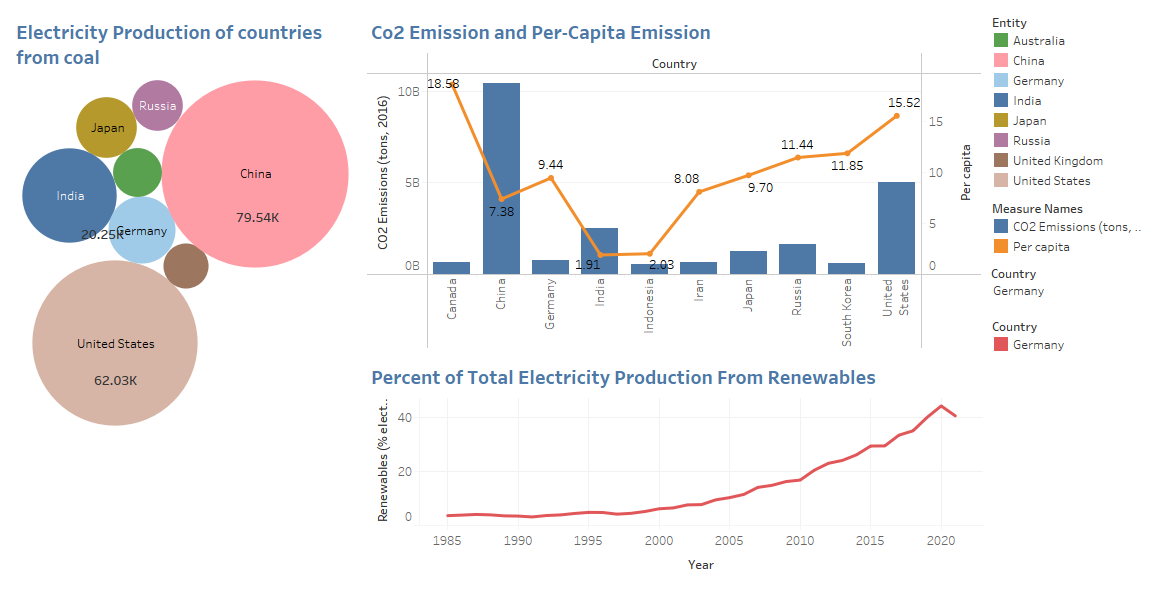 Electricity Production of countries
from coal
Russia
Japan
China
India
79.54K
Germany
20.25K
United States
62.03K
Co2 Emission and Per-Capita Emission
Country
CO2 Emissions (tons, 2016)
10B
5B
0B
18.58
7.38
9.44
1.91
2.03
8.08
9.70
11.44
11.85
15.52
15
10
5
0
Per capita
Canada
China
Germany
India
Indonesia
Iran
Japan
Russia
South Korea
United
States
Percent of Total Electricity Production From Renewables
Renewables (% elect..
40
20
0
1985 1990 1995 2000 2005 2010 2015 2020
Year
Entity
Australia
China
Germany
India
Japan
Russia
United Kingdom
United States
Measure Names
CO2 Emissions (tons, ..
Per capita
Country
Germany
Country
Germany